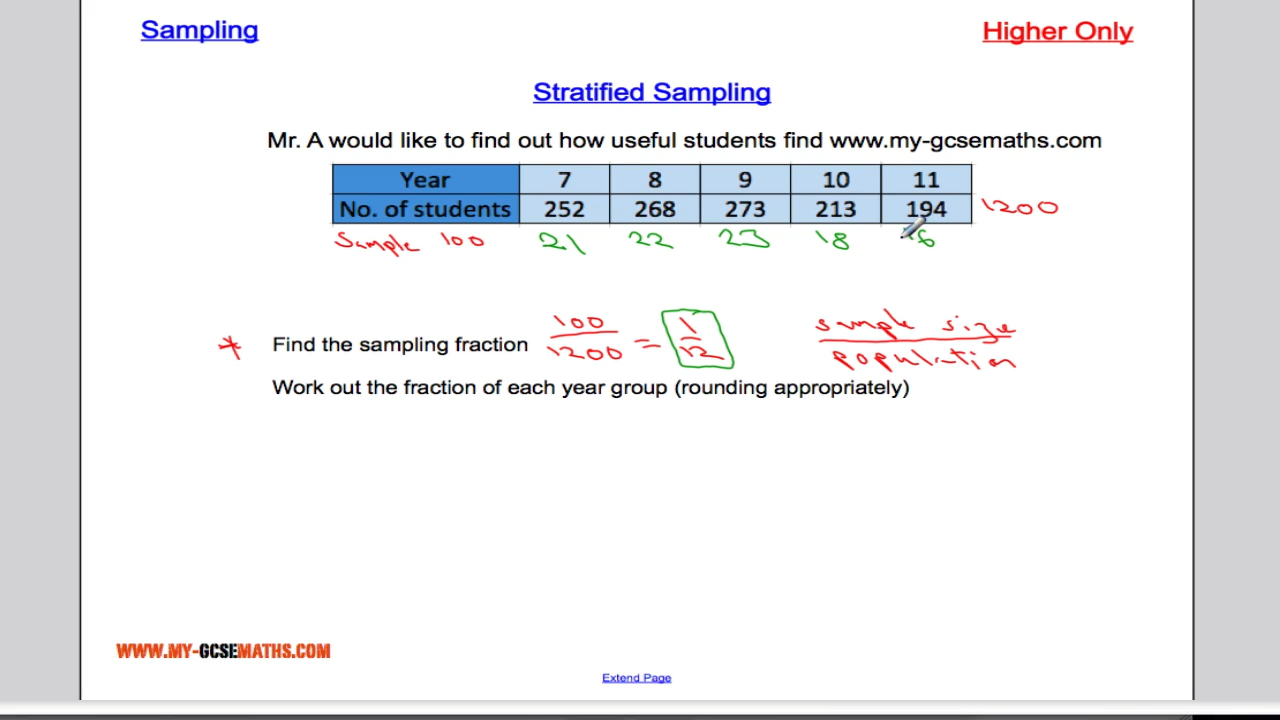 Sampling
Higher Only
Stratified Sampling
Mr. A would like to find out how useful students find www.my-gcsemaths.com
Year 7 8 9 10 11
No. of students 252 268 273 213 194 1200
Sample 100 21 22 23 18
* Find the sampling fraction 100/1200 = 1/12 sample size/population
Work out the fraction of each year group (rounding appropriately)
WWW.MY-GCSEMATHS.COM
Extend Page